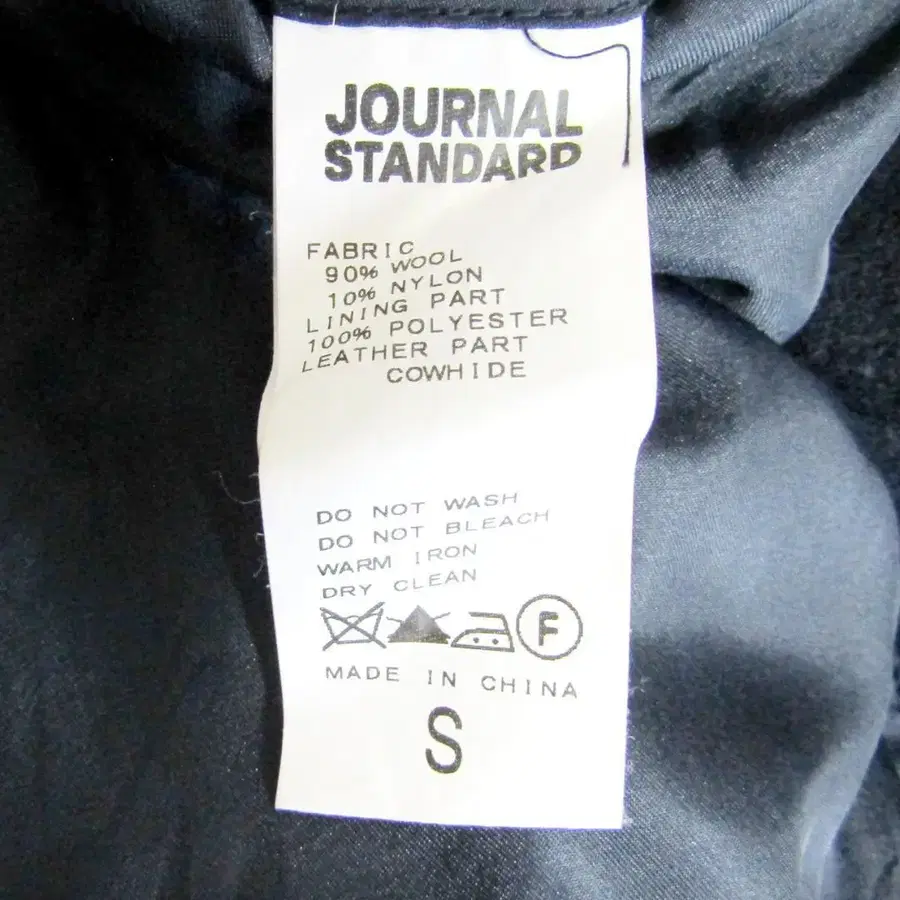 JOURNAL
STANDARD
FABRIC
90% WOOL
10% NYLON
LINING PART
100% POLYESTER
LEATHER PART
COWHIDE
DO NOT WASH
DO NOT BLEACH
WARM IRON
DRY CLEAN
F
MADE IN CHINA
S